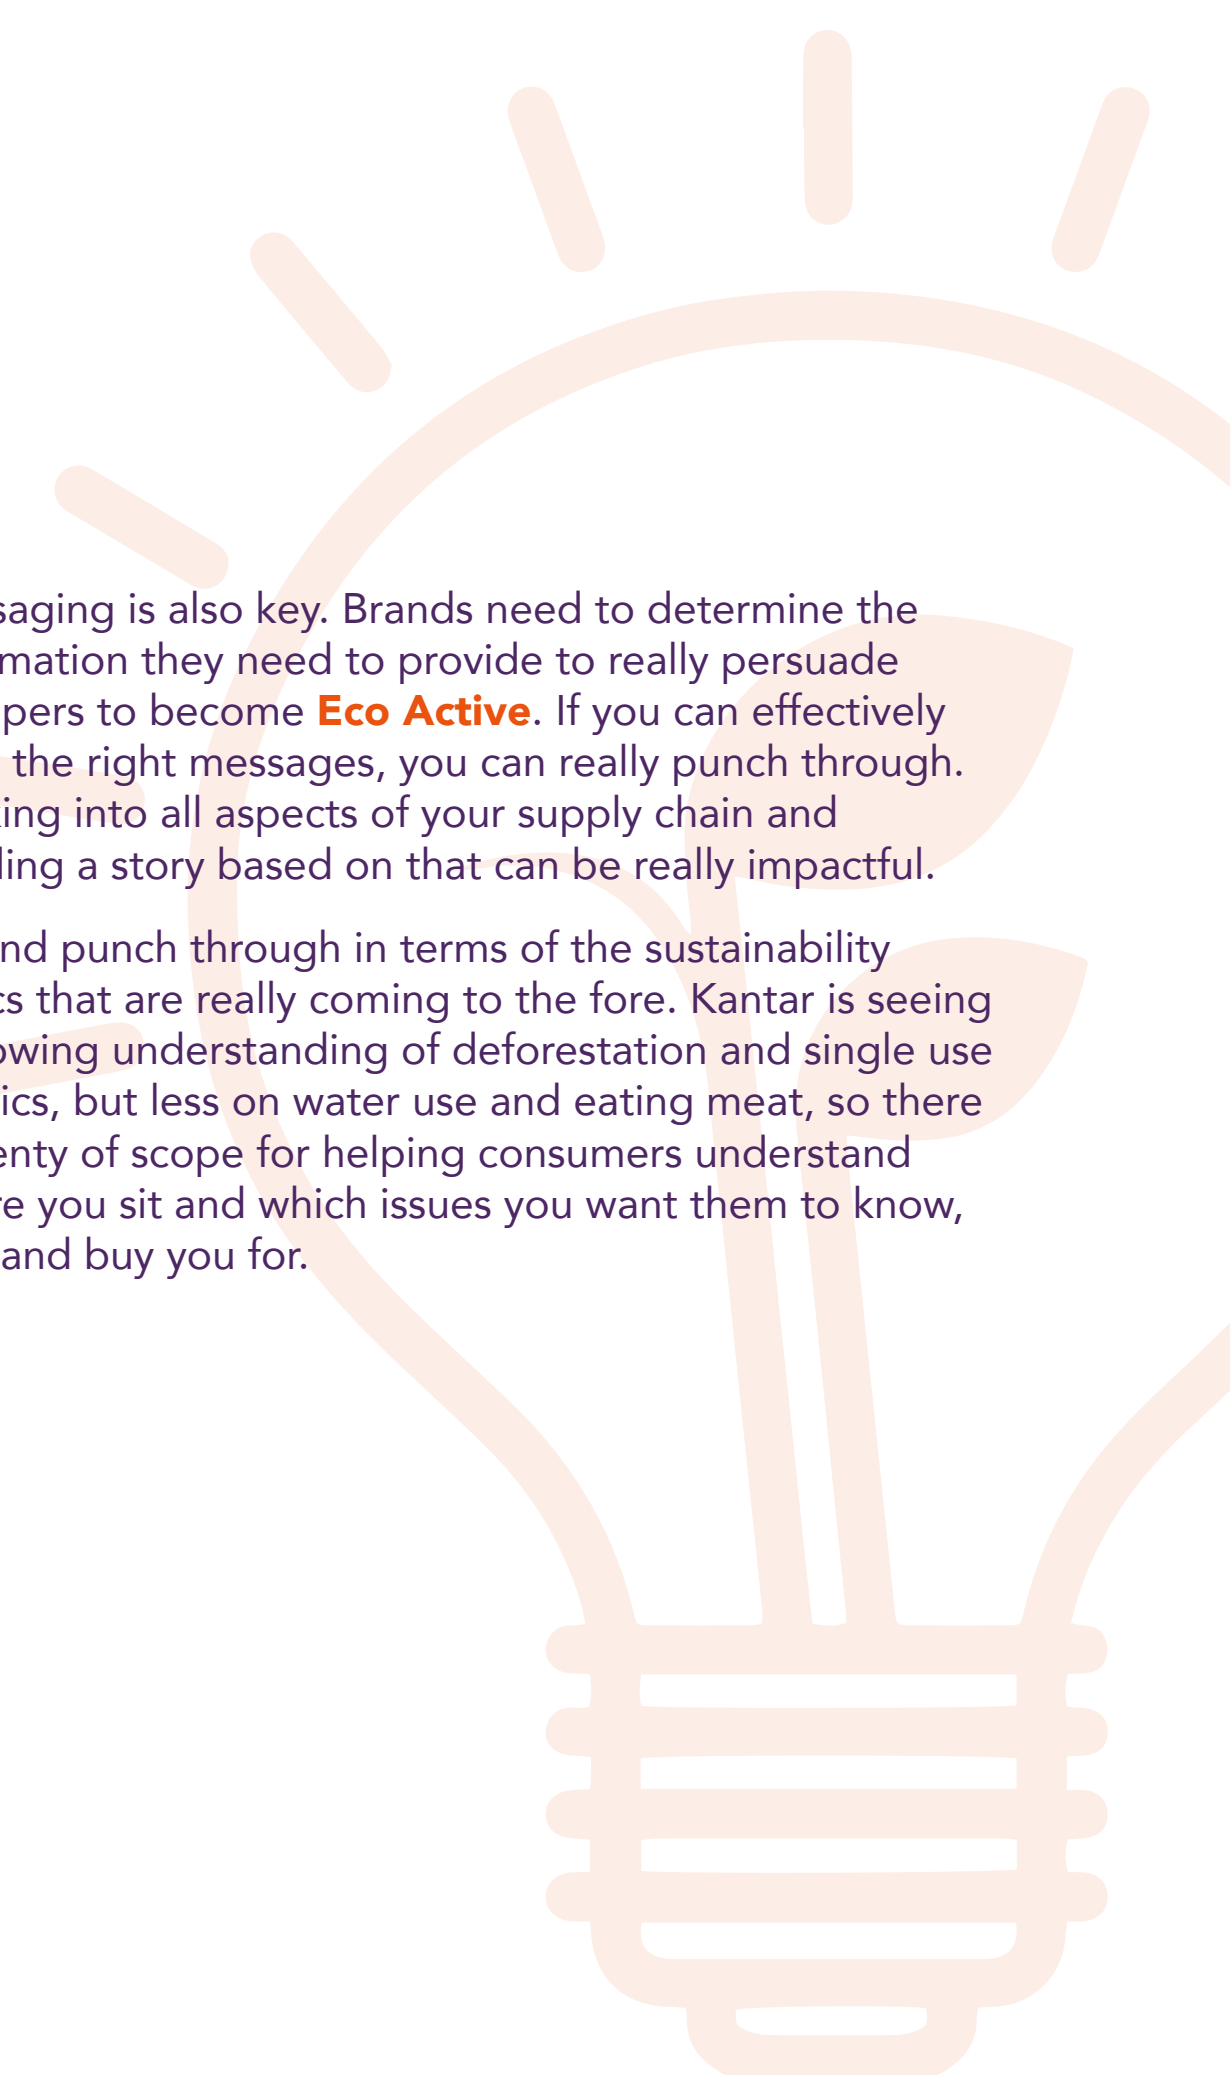 saging is also key. Brands need to determine the
mation they need to provide to really persuade
pers to become Eco Active. If you can effectively
the right messages, you can really punch through.
king into all aspects of your supply chain and
ling a story based on that can be really impactful.
nd punch through in terms of the sustainability
cs that are really coming to the fore. Kantar is seeing
owing understanding of deforestation and single use
ics, but less on water use and eating meat, so there
enty of scope for helping consumers understand
re you sit and which issues you want them to know,
and buy you for.